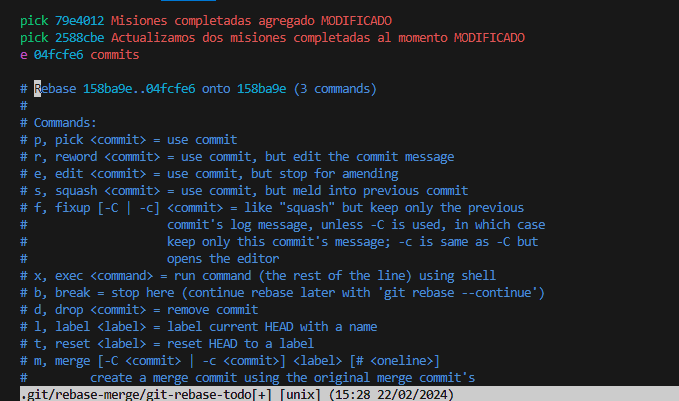 pick 79e4012 Misiones completadas agregado MODIFICADO
pick 2588cbe Actualizamos dos misiones completadas al momento MODIFICADO
e 04fcfe6 commits
# Rebase 158ba9e..04fcfe6 onto 158ba9e (3 commands)
#
# Commands:
# p, pick <commit> = use commit
# r, reword <commit> = use commit, but edit the commit message
# e, edit <commit> = use commit, but stop for amending
# s, squash <commit> = use commit, but meld into previous commit
# f, fixup [-C | -c] <commit> = like "squash" but keep only the previous
#                    commit's log message, unless -C is used, in which case
#                    keep only this commit's message; -c is same as -C but
#                    opens the editor
# x, exec <command> = run command (the rest of the line) using shell
# b, break = stop here (continue rebase later with 'git rebase --continue')
# d, drop <commit> = remove commit
# l, label <label> = label current HEAD with a name
# t, reset <label> = reset HEAD to a label
# m, merge [-C <commit> | -c <commit>] <label> [# <oneline>]
#         create a merge commit using the original merge commit's
.git/rebase-merge/git-rebase-todo[+] [unix] (15:28 22/02/2024)